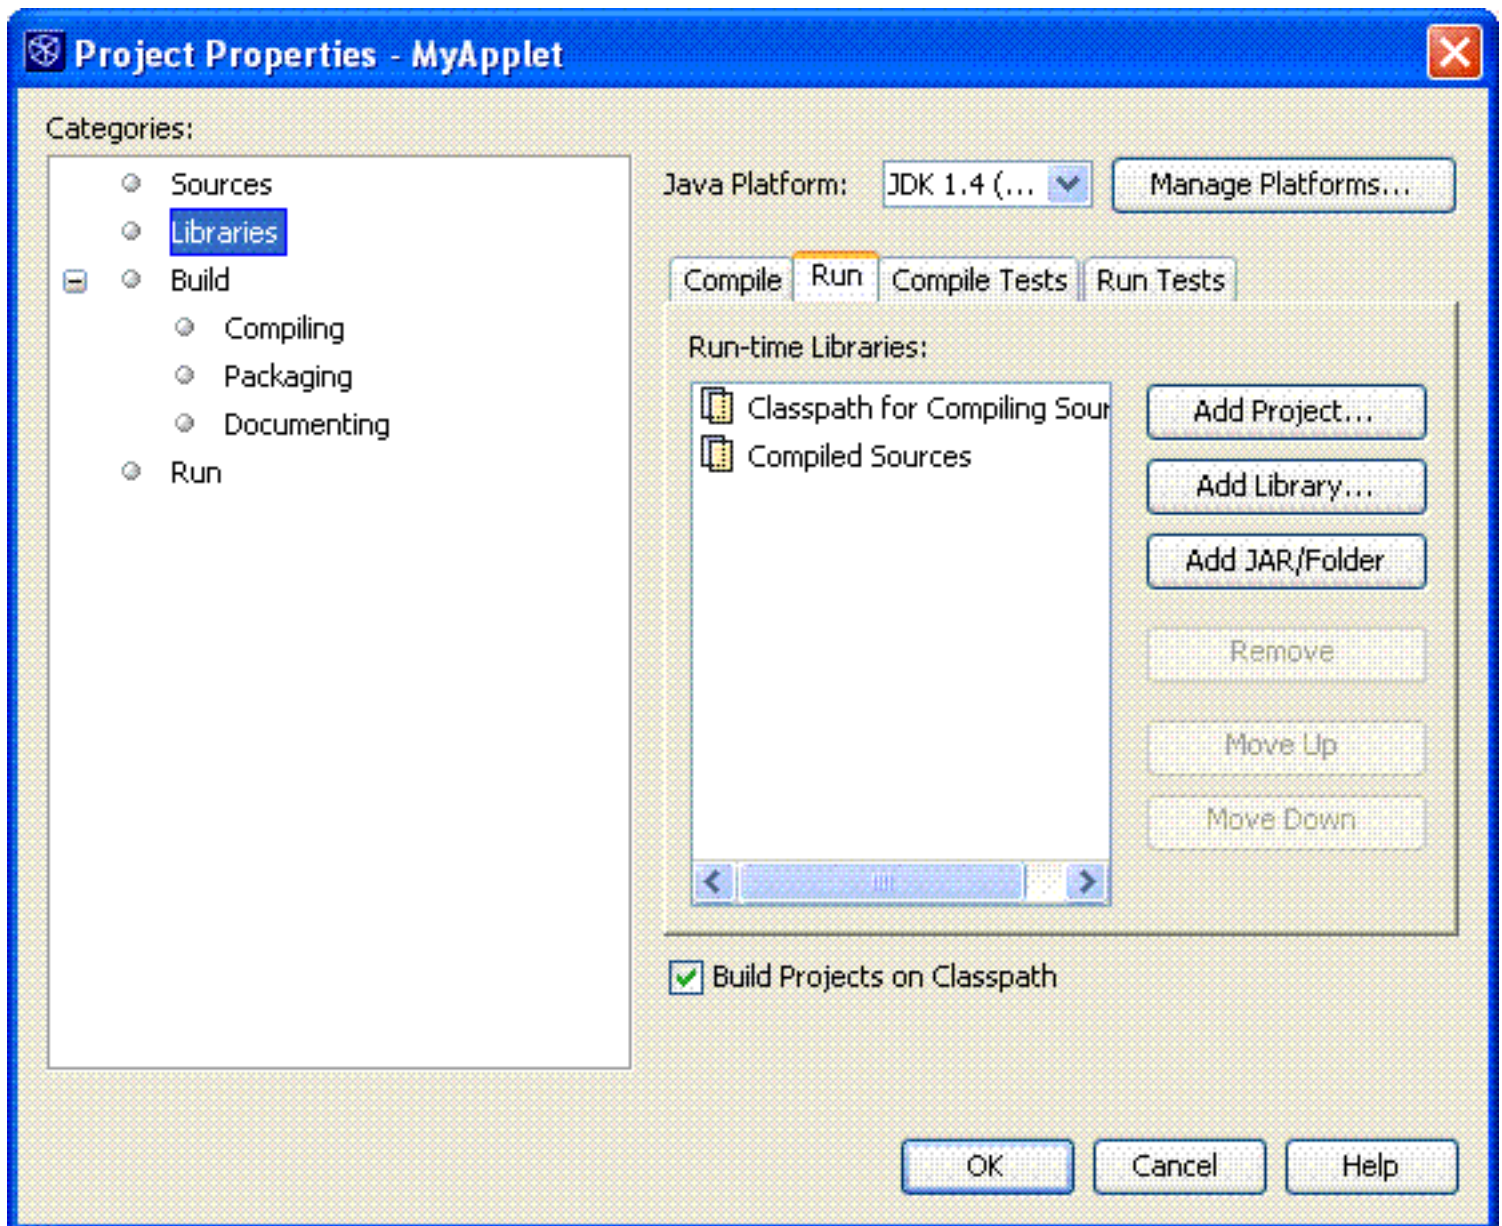 Project Properties - MyApplet
Categories:
Sources
Libraries
Build
Compiling
Packaging
Documenting
Run
Java Platform: JDK 1.4 (... Manage Platforms...
Compile Run Compile Tests Run Tests
Run-time Libraries:
Classpath for Compiling Sour
Compiled Sources
Add Project...
Add Library...
Add JAR/Folder
Remove
Move Up
Move Down
Build Projects on Classpath
OK Cancel Help